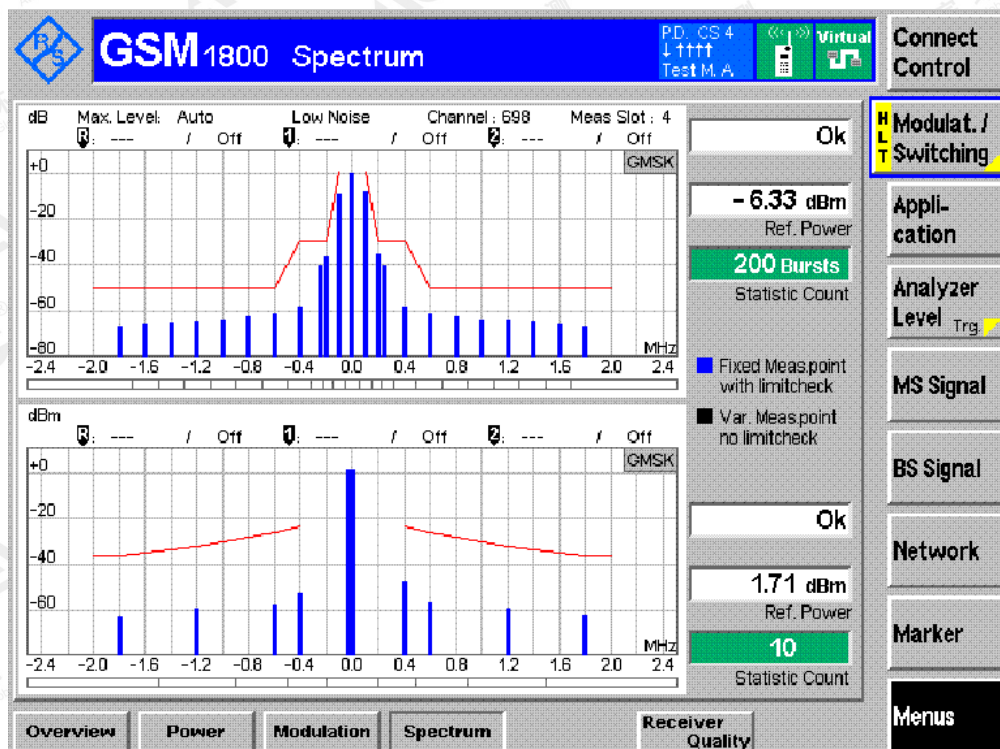 R/S
GSM 1800 Spectrum
P.D. CS 4
↓ ↑↑↑↑
Test M. A.
Virtual
Connect
Control
dB Max. Level: Auto Low Noise Channel : 698 Meas Slot : 4
R: --- / Off 1: --- / Off 2: --- / Off
GMSK
+0
-20
-40
-60
-80
MHz
-2.4 -2.0 -1.6 -1.2 -0.8 -0.4 0.0 0.4 0.8 1.2 1.6 2.0 2.4
Ok
- 6.33 dBm
Ref. Power
200 Bursts
Statistic Count
Fixed Meas.point
with limitcheck
Var. Meas.point
no limitcheck
dBm
R: --- / Off 1: --- / Off 2: --- / Off
GMSK
+0
-20
-40
-60
MHz
-2.4 -2.0 -1.6 -1.2 -0.8 -0.4 0.0 0.4 0.8 1.2 1.6 2.0 2.4
Ok
1.71 dBm
Ref. Power
10
Statistic Count
H
L
T
Modulat. /
Switching
Appli-
cation
Analyzer
Level Trg.
MS Signal
BS Signal
Network
Marker
Menus
Overview Power Modulation Spectrum Receiver
Quality